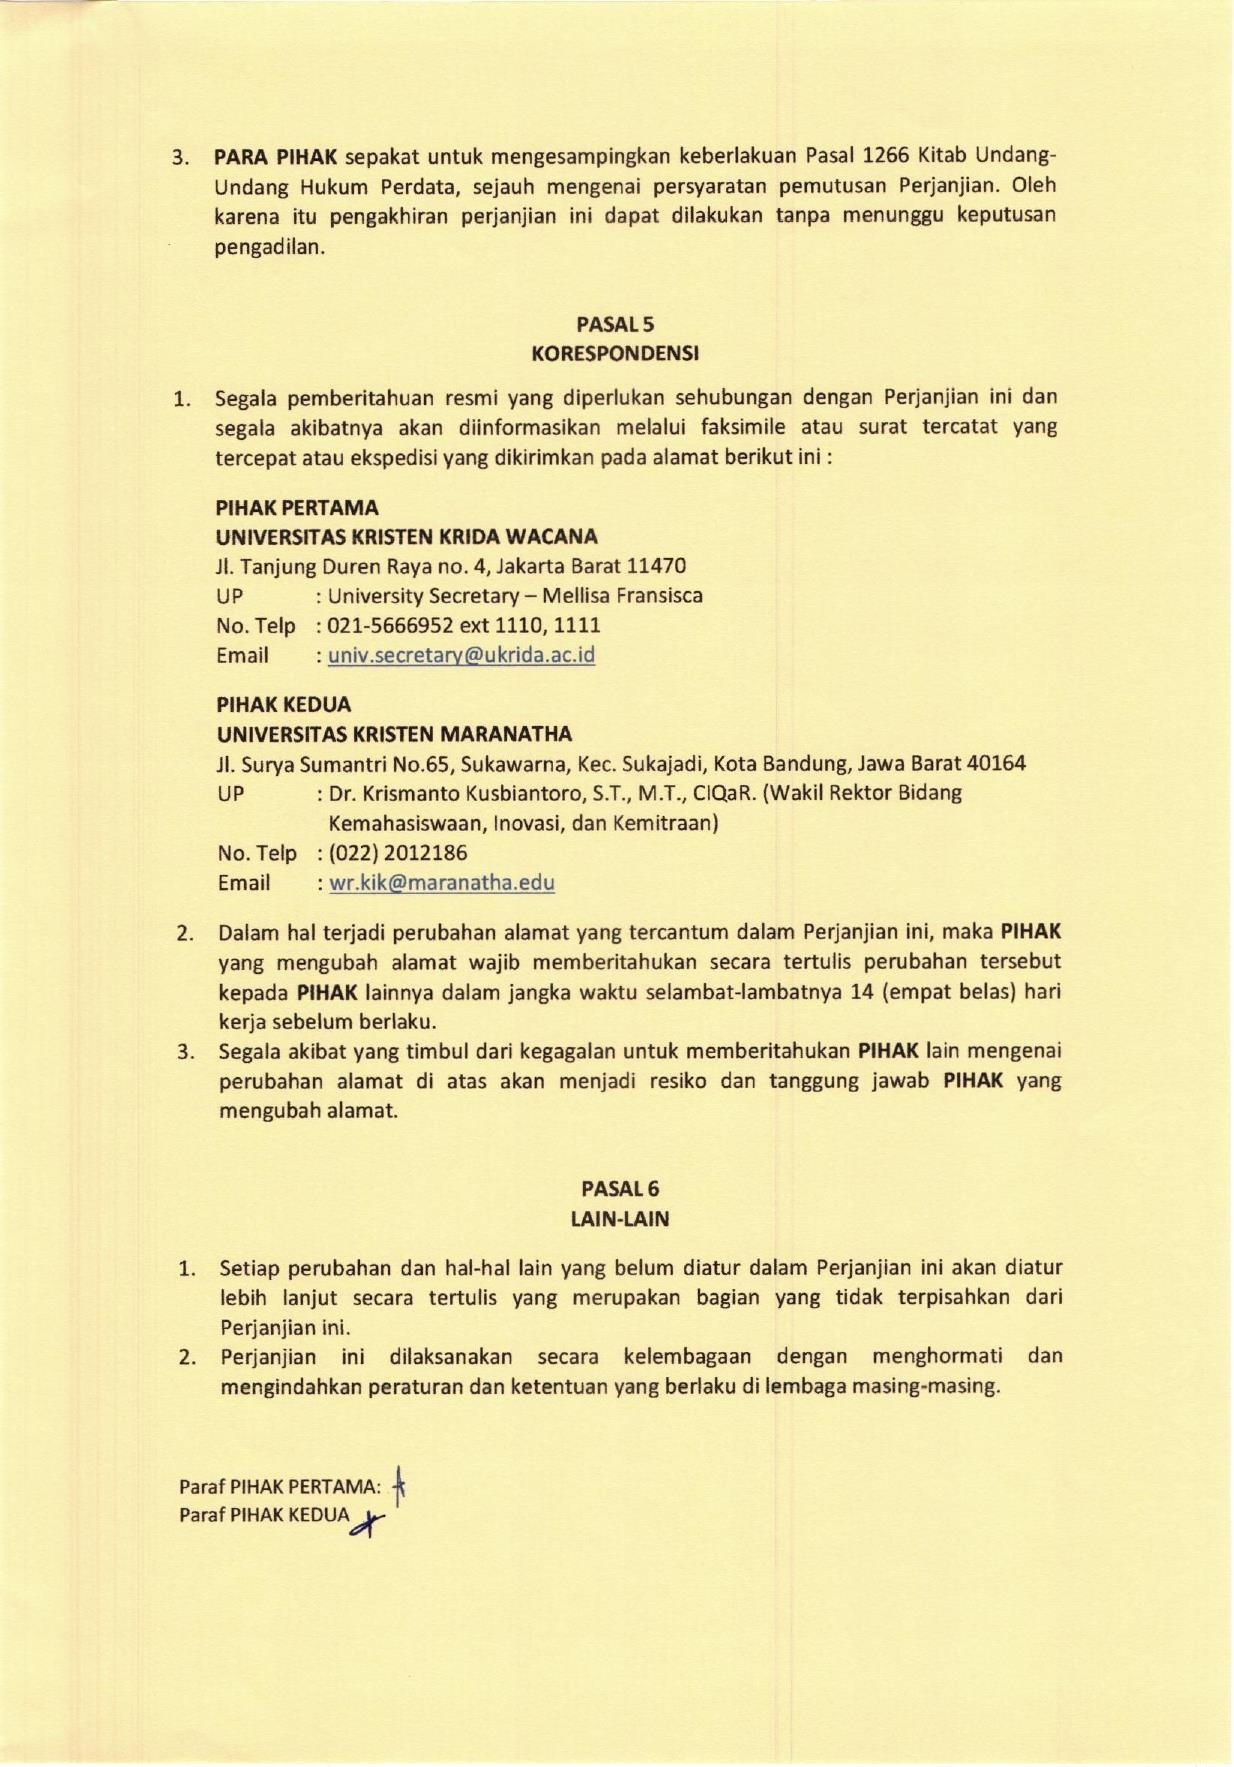 3. PARA PIHAK sepakat untuk mengesampingkan keberlakuan Pasal 1266 Kitab Undang-
Undang Hukum Perdata, sejauh mengenai persyaratan pemutusan Perjanjian. Oleh
karena itu pengakhiran perjanjian ini dapat dilakukan tanpa menunggu keputusan
pengadilan.
PASAL 5
KORESPONDENSI
1. Segala pemberitahuan resmi yang diperlukan sehubungan dengan Perjanjian ini dan
segala akibatnya akan diinformasikan melalui faksimile atau surat tercatat yang
tercepat atau ekspedisi yang dikirimkan pada alamat berikut ini :
PIHAK PERTAMA
UNIVERSITAS KRISTEN KRIDA WACANA
Jl. Tanjung Duren Raya no. 4, Jakarta Barat 11470
UP : University Secretary – Mellisa Fransisca
No. Telp : 021-5666952 ext 1110, 1111
Email : univ.secretary@ukrida.ac.id
PIHAK KEDUA
UNIVERSITAS KRISTEN MARANATHA
Jl. Surya Sumantri No.65, Sukawarna, Kec. Sukajadi, Kota Bandung, Jawa Barat 40164
UP : Dr. Krismanto Kusbiantoro, S.T., M.T., CIQaR. (Wakil Rektor Bidang
Kemahasiswaan, Inovasi, dan Kemitraan)
No. Telp : (022) 2012186
Email : wr.kik@maranatha.edu
2. Dalam hal terjadi perubahan alamat yang tercantum dalam Perjanjian ini, maka PIHAK
yang mengubah alamat wajib memberitahukan secara tertulis perubahan tersebut
kepada PIHAK lainnya dalam jangka waktu selambat-lambatnya 14 (empat belas) hari
kerja sebelum berlaku.
3. Segala akibat yang timbul dari kegagalan untuk memberitahukan PIHAK lain mengenai
perubahan alamat di atas akan menjadi resiko dan tanggung jawab PIHAK yang
mengubah alamat.
PASAL 6
LAIN-LAIN
1. Setiap perubahan dan hal-hal lain yang belum diatur dalam Perjanjian ini akan diatur
lebih lanjut secara tertulis yang merupakan bagian yang tidak terpisahkan dari
Perjanjian ini.
2. Perjanjian ini dilaksanakan secara kelembagaan dengan menghormati dan
mengindahkan peraturan dan ketentuan yang berlaku di lembaga masing-masing.
Paraf PIHAK PERTAMA:
Paraf PIHAK KEDUA